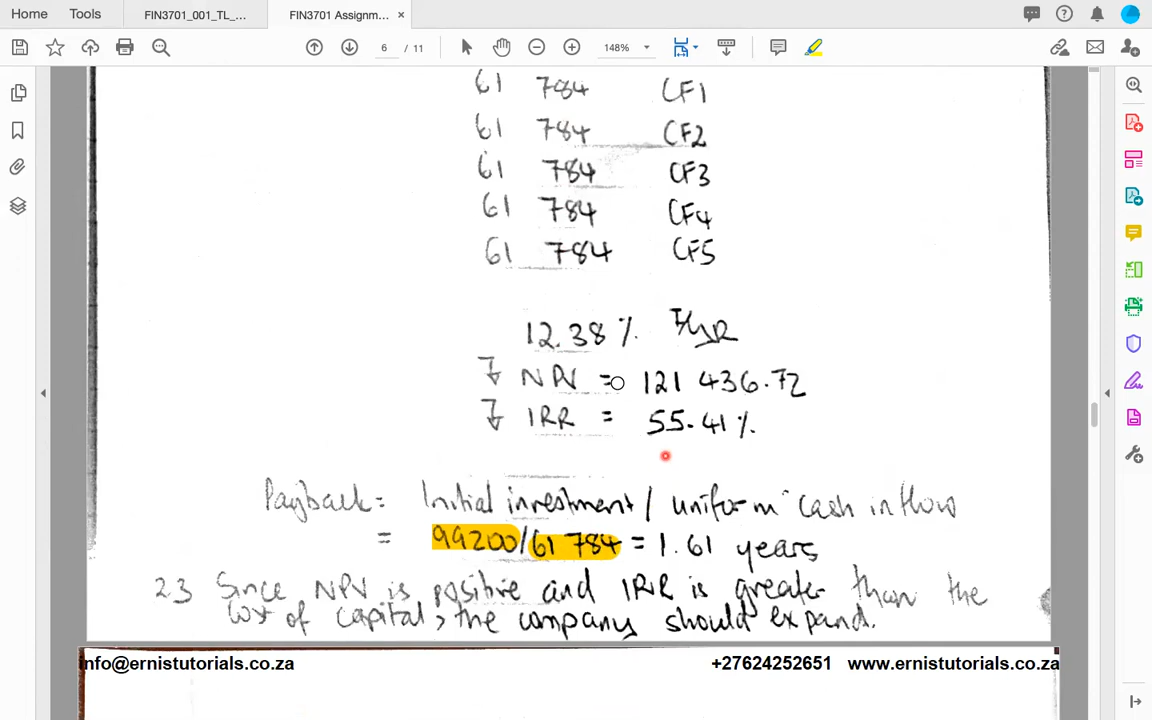 Home Tools FIN3701_001_TL_... FIN3701 Assignm... ×
6 / 11 148%
61 784 CF1
61 784 CF2
61 784 CF3
61 784 CF4
61 784 CF5
12.38 %
NPV = 121 436.72
IRR = 55.41 %
Payback = Initial investment / uniform cash inflow
= 99200/61 784 = 1.61 years
2.3 Since NPV is positive and IRR is greater than the
cost of capital, the company should expand.
info@ernistutorials.co.za +27624252651 www.ernistutorials.co.za